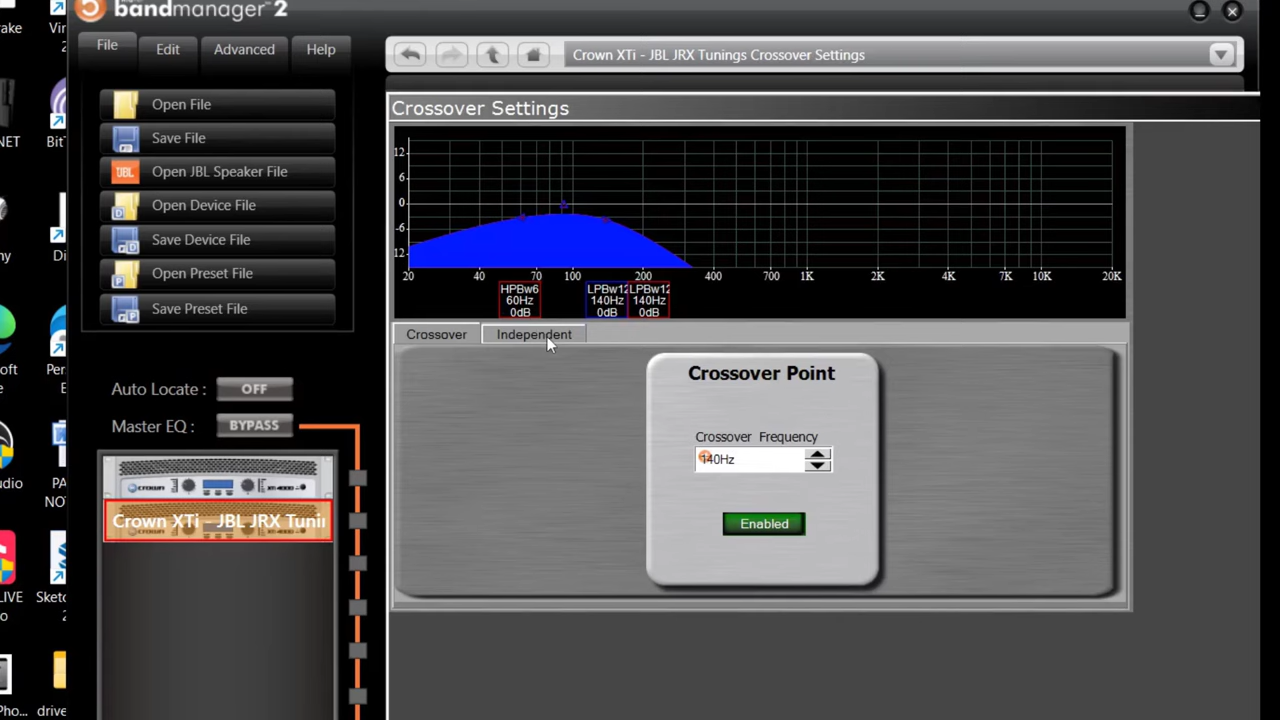 bandmanager™ 2
File
Edit
Advanced
Help
Open File
Save File
Open JBL Speaker File
Open Device File
Save Device File
Open Preset File
Save Preset File
Auto Locate :
OFF
Master EQ :
BYPASS
CROWN
Crown XTi - JBL JRX Tunin
Crown XTi - JBL JRX Tunings Crossover Settings
Crossover Settings
12
6
0
-6
12
20 40 70 100 200 400 700 1K 2K 4K 7K 10K 20K
HPBw6
60Hz
0dB
LPBw12
140Hz
0dB
LPBw12
140Hz
0dB
Crossover
Independent
Crossover Point
Crossover Frequency
140Hz
Enabled